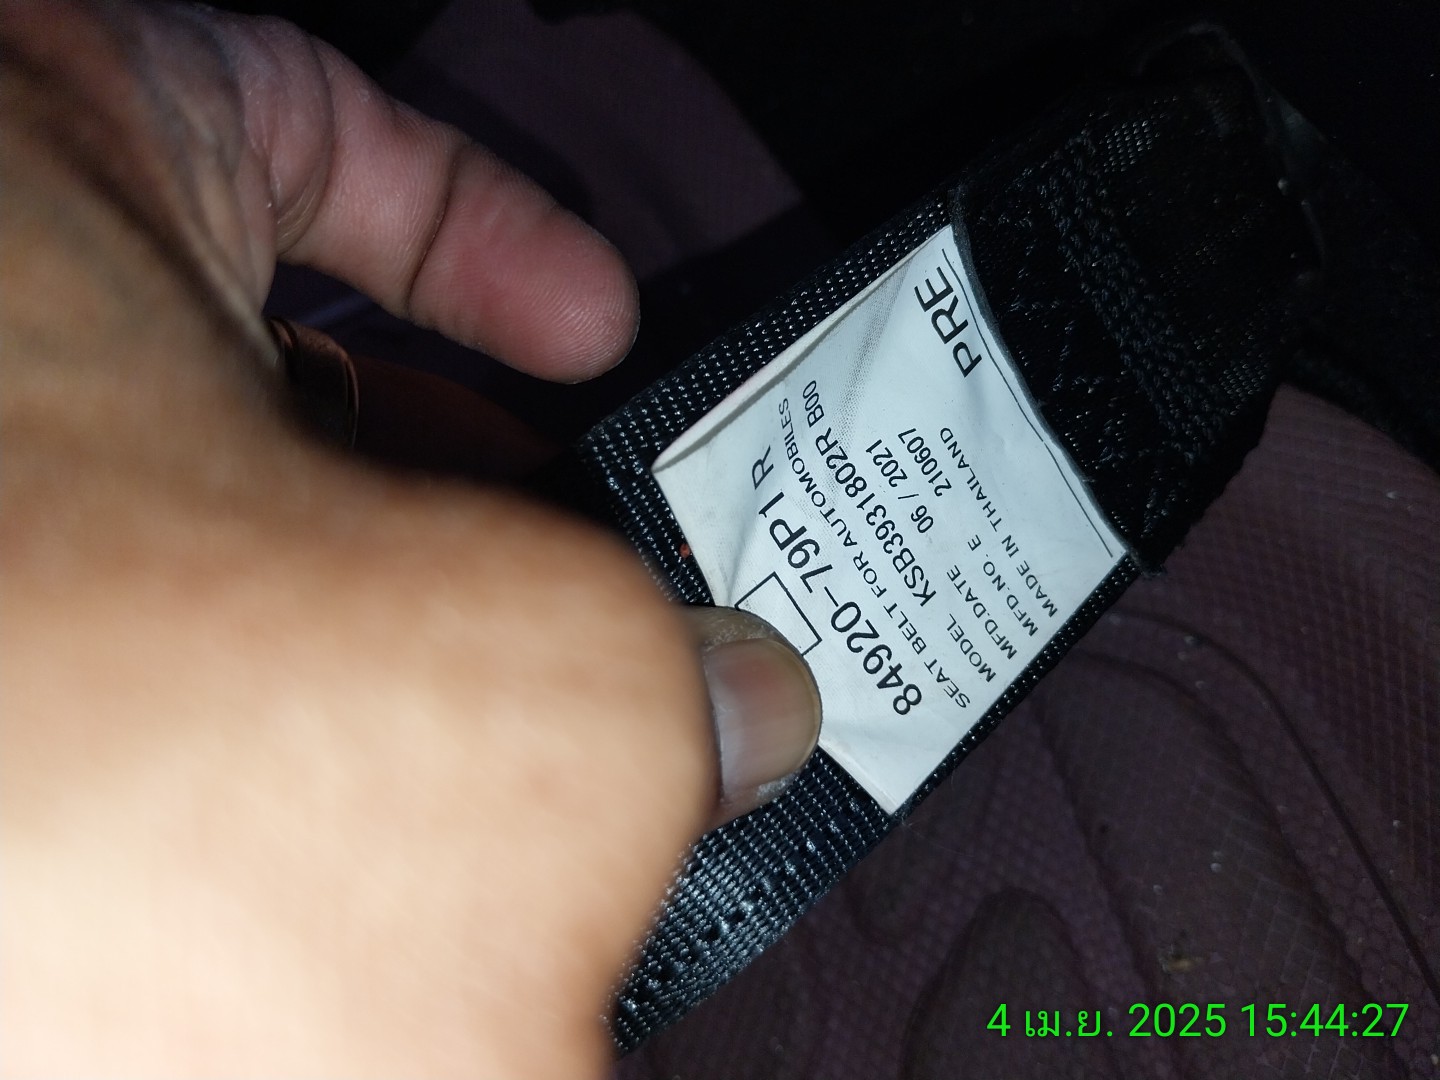 84920-79P1 R
SEAT BELT FOR AUTOMOBILES
MODEL KSB3931802R B00
MFD.DATE 06 / 2021
MFD.NO. E 210607
MADE IN THAILAND
PRE
4 เม.ย. 2025 15:44:27